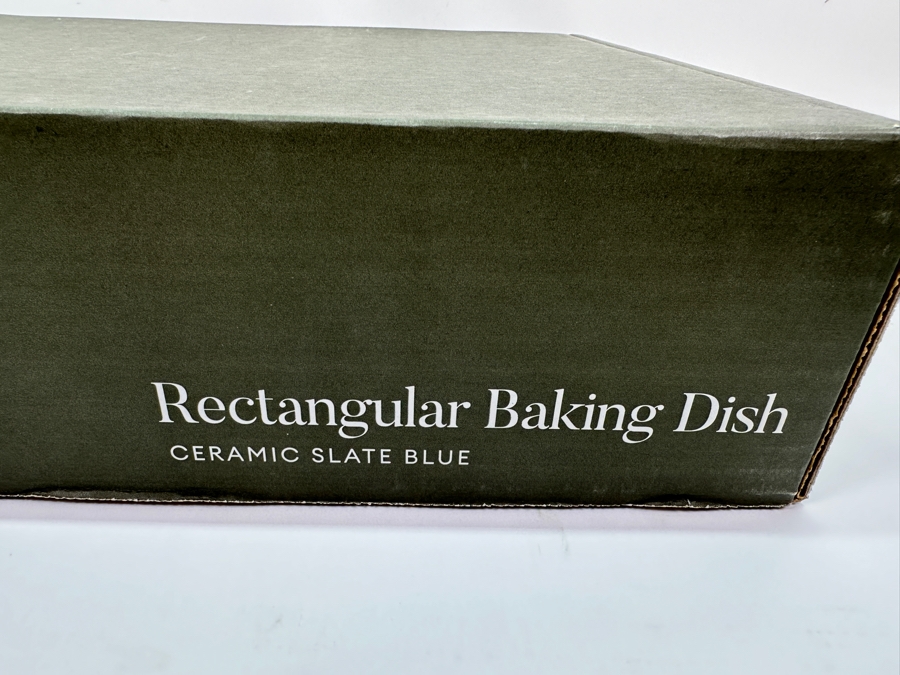 Rectangular Baking Dish
CERAMIC SLATE BLUE